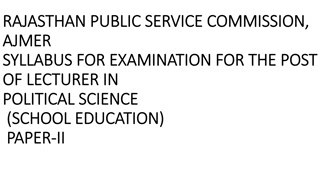 RAJASTHAN PUBLIC SERVICE COMMISSION,
AJMER
SYLLABUS FOR EXAMINATION FOR THE POST
OF LECTURER IN
POLITICAL SCIENCE
(SCHOOL EDUCATION)
PAPER-II